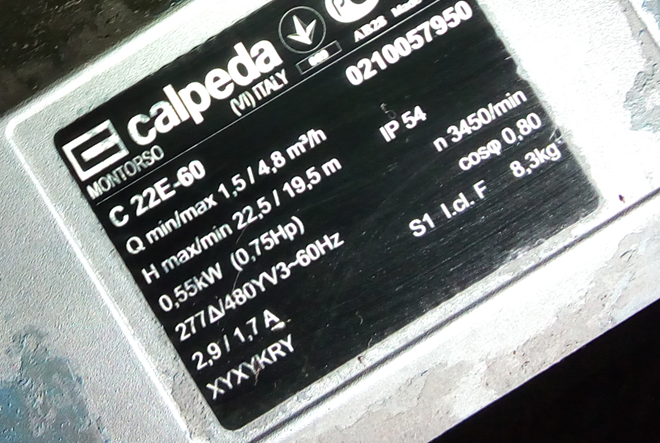 calpeda
MONTORSO
(VI) ITALY
0210057950
C 22E-60
IP 54
n 3450/min
Q min/max 1,5 / 4,8 m³/h
cosφ 0,80
H max/min 22,5 / 19,5 m
8,3kg
0,55kW (0,75Hp)
S1 I.cl. F
277Δ/480YV3~60Hz
2,9 / 1,7 A
XYXYKRY